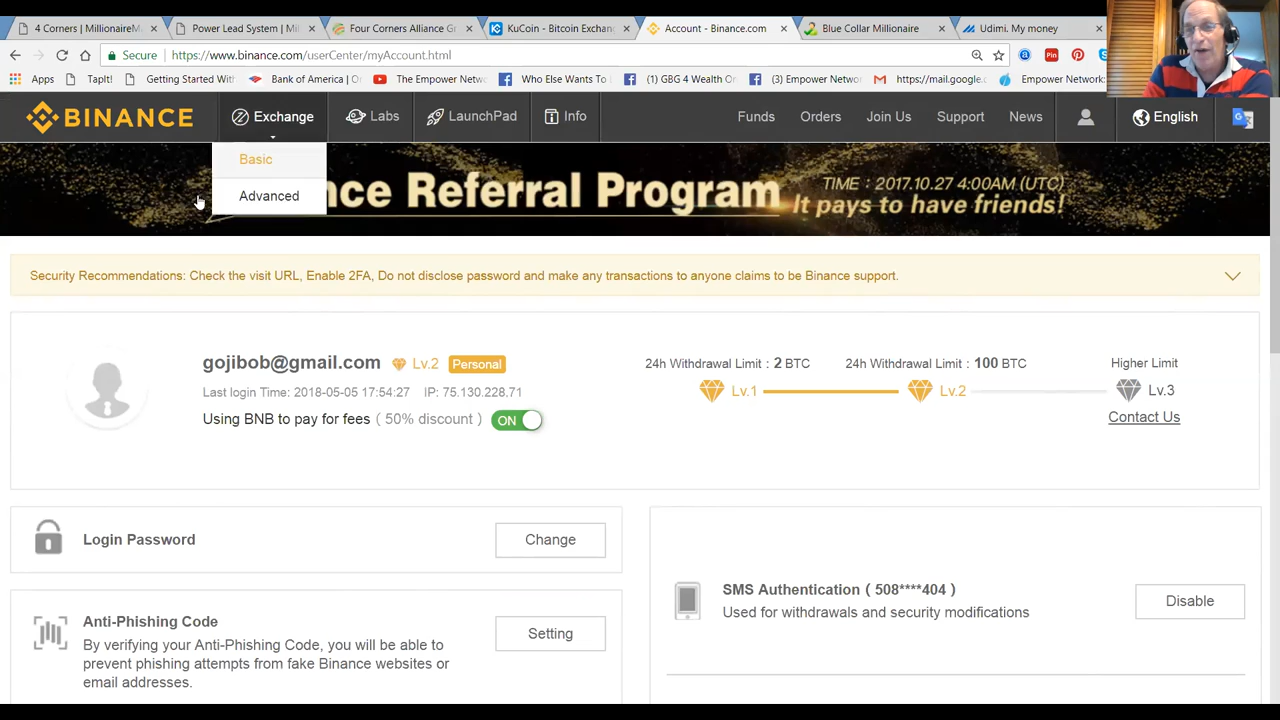 4 Corners | MillionaireM
Power Lead System | M
Four Corners Alliance G
KuCoin - Bitcoin Exchan
Account - Binance.com
Blue Collar Millionaire
Udimi. My money
Secure
https://www.binance.com/userCenter/myAccount.html
Apps
TapIt!
Getting Started With
Bank of America (
The Empower Netw
Who Else Wants To
(1) GBG 4 Week On
(3) Empower Networ
https://mail.google.c
Empower Network:
BINANCE
Exchange
Labs
LaunchPad
Info
Funds
Orders
Join Us
Support
News
English
Basic
Advanced
nce Referral Program
TIME : 2017.10.27 4:00AM (UTC)
It pays to have friends!
Security Recommendations: Check the visit URL, Enable 2FA, Do not disclose password and make any transactions to anyone claims to be Binance support.
gojibob@gmail.com Lv.2 Personal
Last login Time: 2018-05-05 17:54:27 IP: 75.130.228.71
Using BNB to pay for fees ( 50% discount ) ON
24h Withdrawal Limit : 2 BTC
24h Withdrawal Limit : 100 BTC
Higher Limit
Lv.1
Lv.2
Lv.3
Contact Us
Login Password
Change
Anti-Phishing Code
By verifying your Anti-Phishing Code, you will be able to
prevent phishing attempts from fake Binance websites or
email addresses.
Setting
SMS Authentication ( 508****404 )
Used for withdrawals and security modifications
Disable